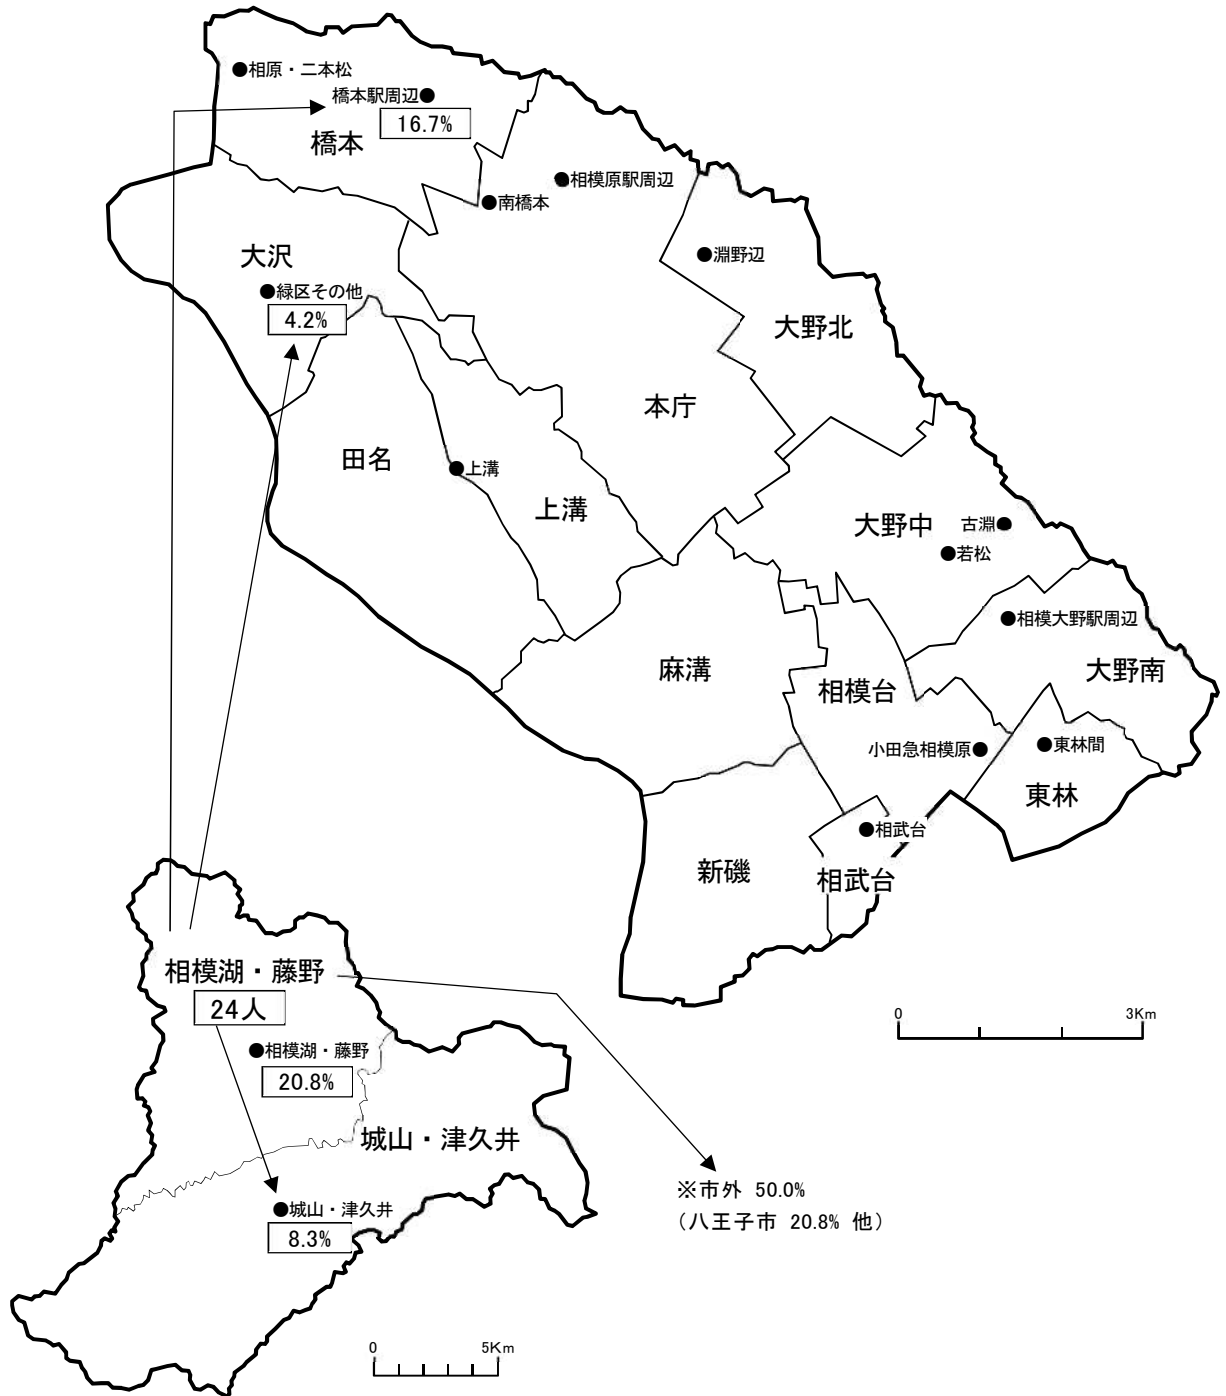 ●相原・二本松
橋本駅周辺●
16.7%
橋本
●相模原駅周辺
●南橋本
●淵野辺
大沢
●緑区その他
4.2%
大野北
本庁
田名
●上溝
上溝
大野中
古淵●
●若松
●相模大野駅周辺
麻溝
大野南
相模台
小田急相模原●
●東林間
東林
●相武台
新磯
相武台
相模湖・藤野
24人
0 3Km
●相模湖・藤野
20.8%
城山・津久井
※市外 50.0%
(八王子市 20.8% 他)
●城山・津久井
8.3%
0 5Km